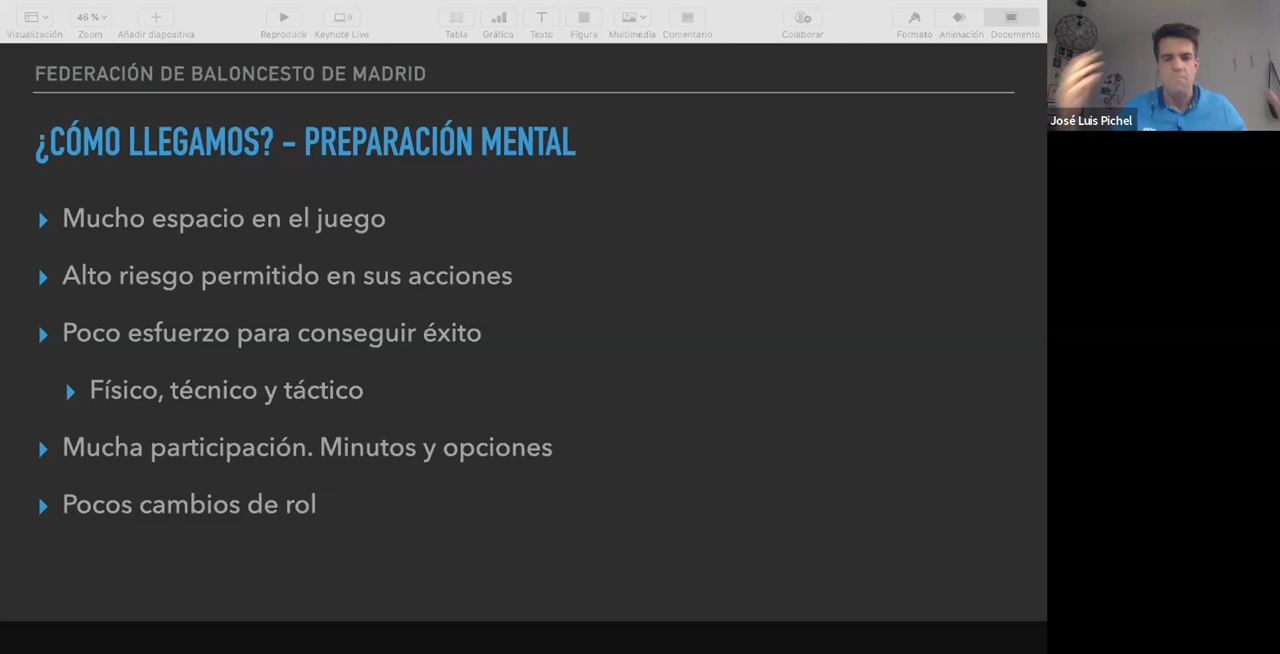 46 %
Visualización
Zoom
Añadir diapositiva
Reproducir
Keynote Live
Tabla
Gráfica
Texto
Figura
Multimedia
Comentario
Colaborar
Formato
Animación
Documento
José Luis Pichel
FEDERACIÓN DE BALONCESTO DE MADRID
¿CÓMO LLEGAMOS? - PREPARACIÓN MENTAL
Mucho espacio en el juego
Alto riesgo permitido en sus acciones
Poco esfuerzo para conseguir éxito
Físico, técnico y táctico
Mucha participación. Minutos y opciones
Pocos cambios de rol